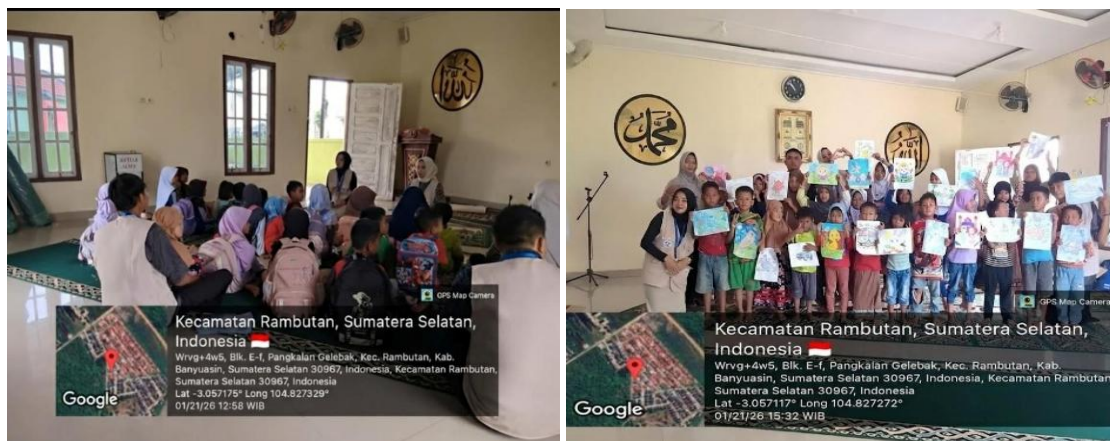 الله
GPS Map Camera
Kecamatan Rambutan, Sumatera Selatan,
Indonesia
Wrvg+4w5, Blk. E-f, Pangkalan Gelebak, Kec. Rambutan, Kab.
Banyuasin, Sumatera Selatan 30967, Indonesia, Kecamatan Rambutan,
Sumatera Selatan 30967, Indonesia
Lat -3.057175° Long 104.827329°
01/21/26 12:58 WIB
Google
محمد
الله
GPS Map Camera
Kecamatan Rambutan, Sumatera Selatan,
Indonesia
Wrvg+4w5, Blk. E-f, Pangkalan Gelebak, Kec. Rambutan, Kab.
Banyuasin, Sumatera Selatan 30967, Indonesia, Kecamatan Rambutan
Sumatera Selatan 30967, Indonesia
Lat -3.057117° Long 104.827272°
01/21/26 15:32 WIB
Google